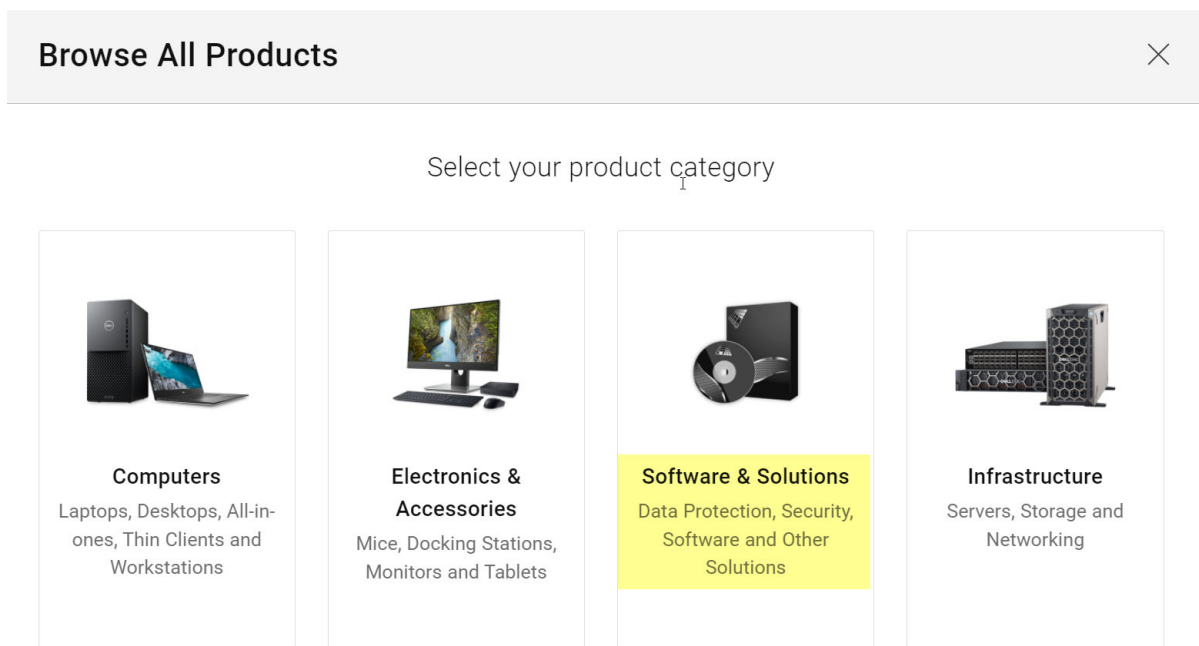 Browse All Products
Select your product category
Computers
Laptops, Desktops, All-in-
ones, Thin Clients and
Workstations
Electronics &
Accessories
Mice, Docking Stations,
Monitors and Tablets
Software & Solutions
Data Protection, Security,
Software and Other
Solutions
Infrastructure
Servers, Storage and
Networking